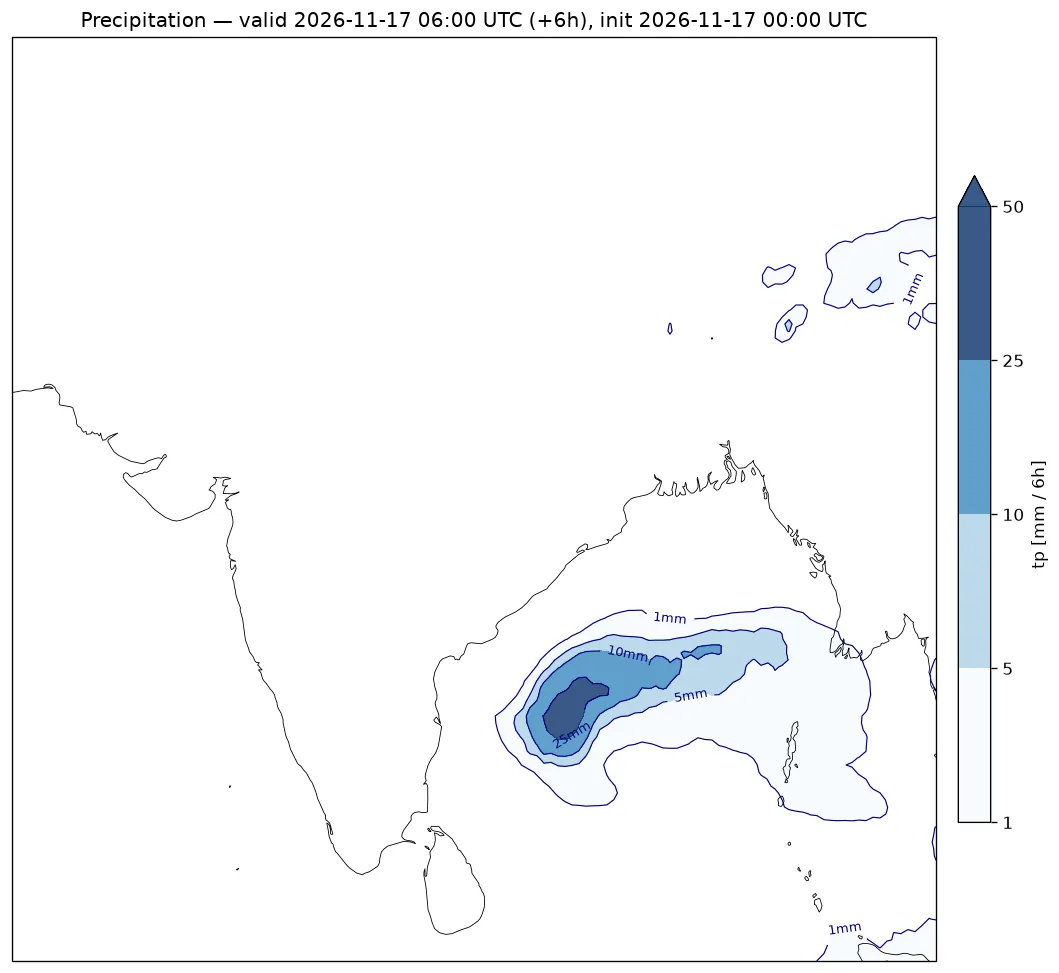 Precipitation — valid 2026-11-17 06:00 UTC (+6h), init 2026-11-17 00:00 UTC
50
1mm
25
tp [mm / 6h]
10
1mm
10mm
5
5mm
25mm
1
1mm